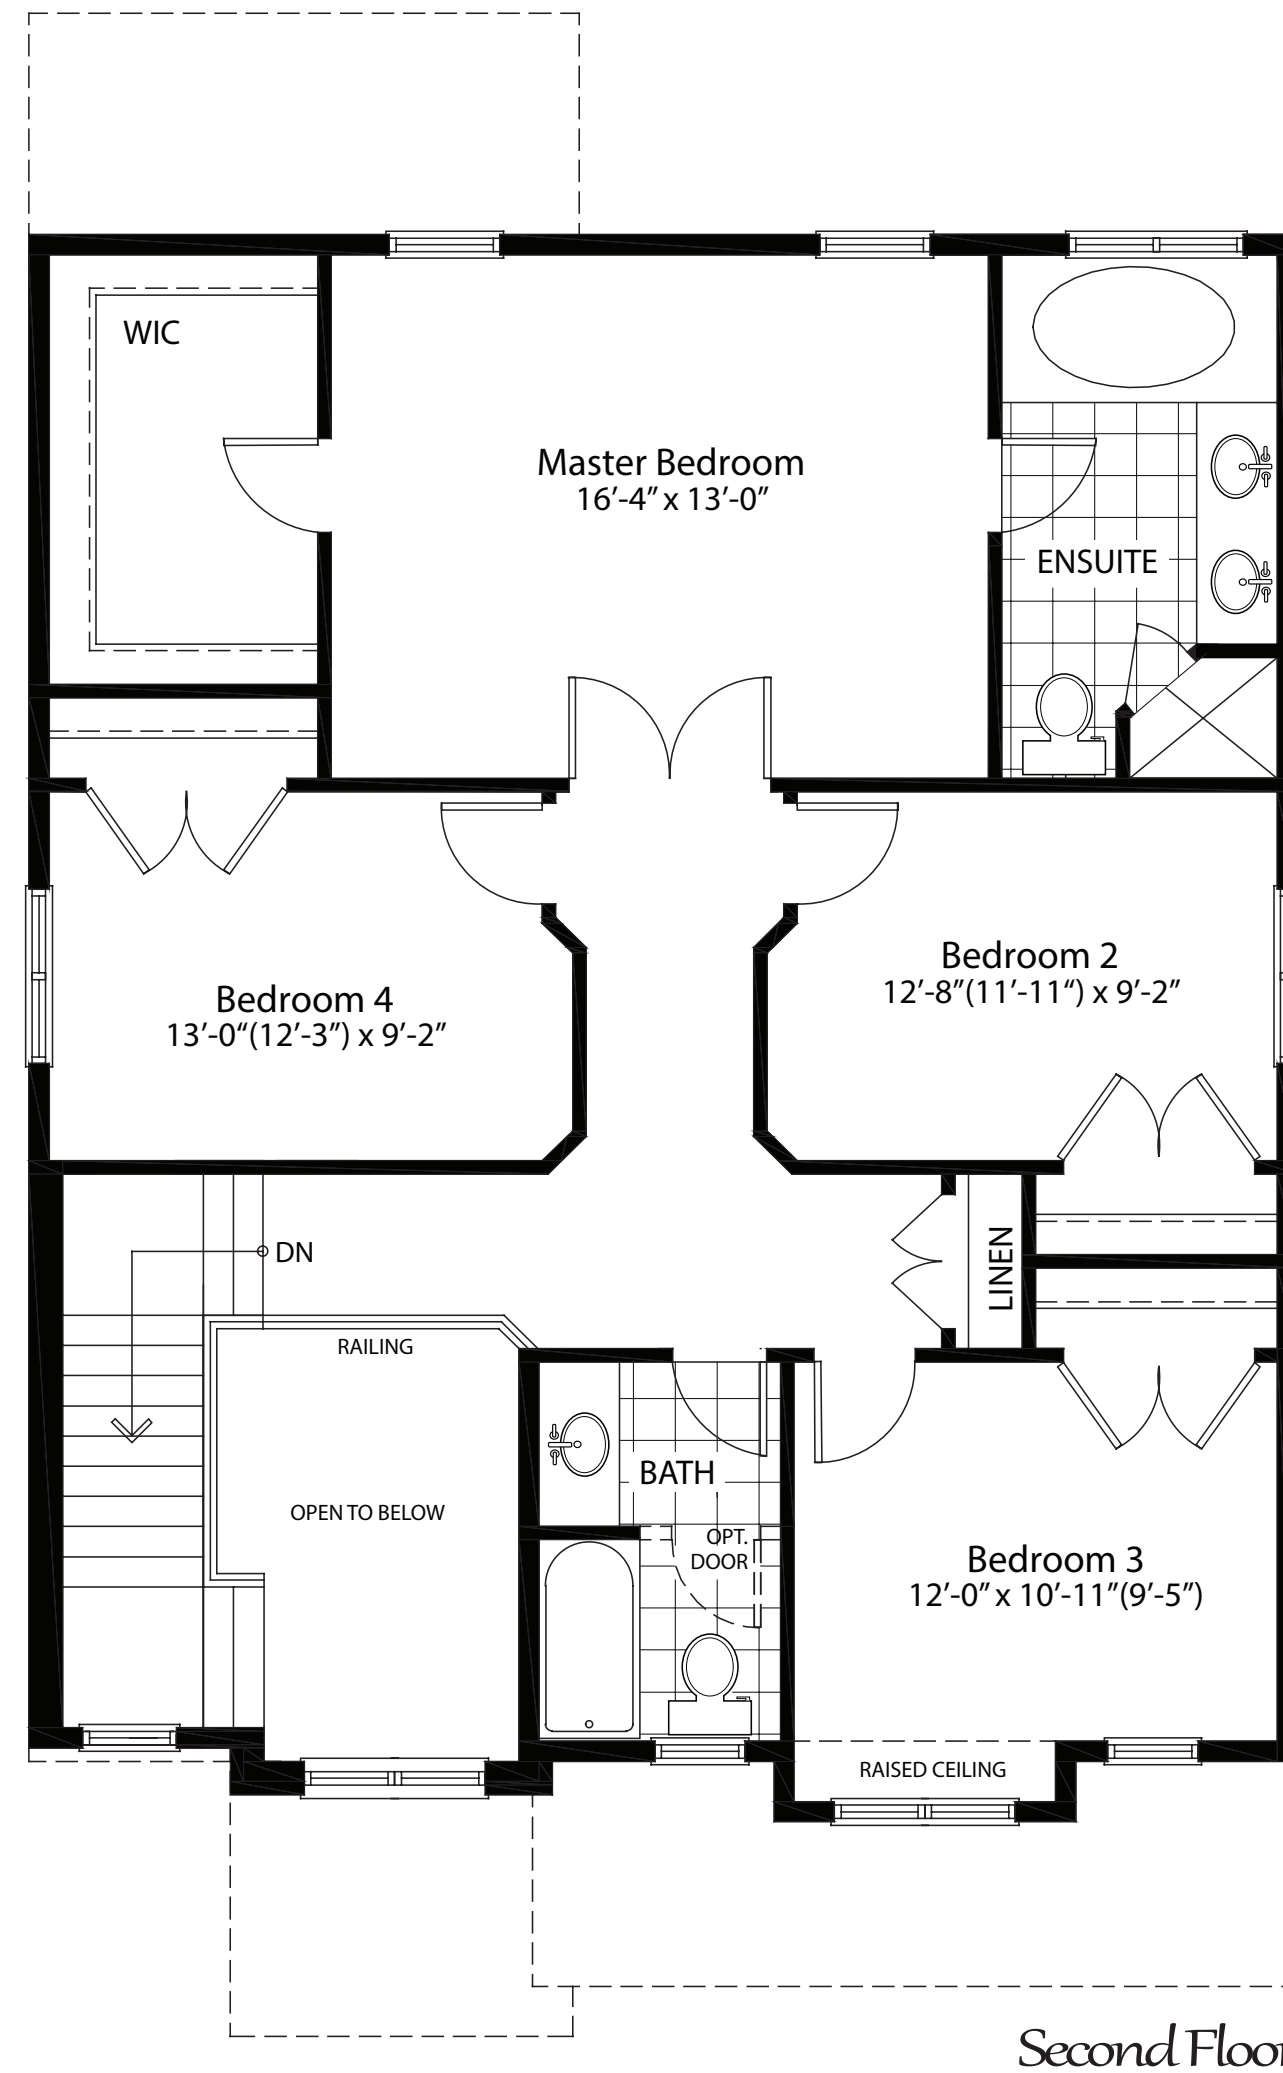 WIC
Master Bedroom
16’-4” x 13’-0”
ENSUITE
Bedroom 4
13’-0“(12’-3”) x 9’-2”
Bedroom 2
12’-8”(11’-11“) x 9’-2”
DN
LINEN
RAILING
OPEN TO BELOW
BATH
OPT.
DOOR
Bedroom 3
12’-0” x 10’-11”(9’-5”)
RAISED CEILING
Second Floor